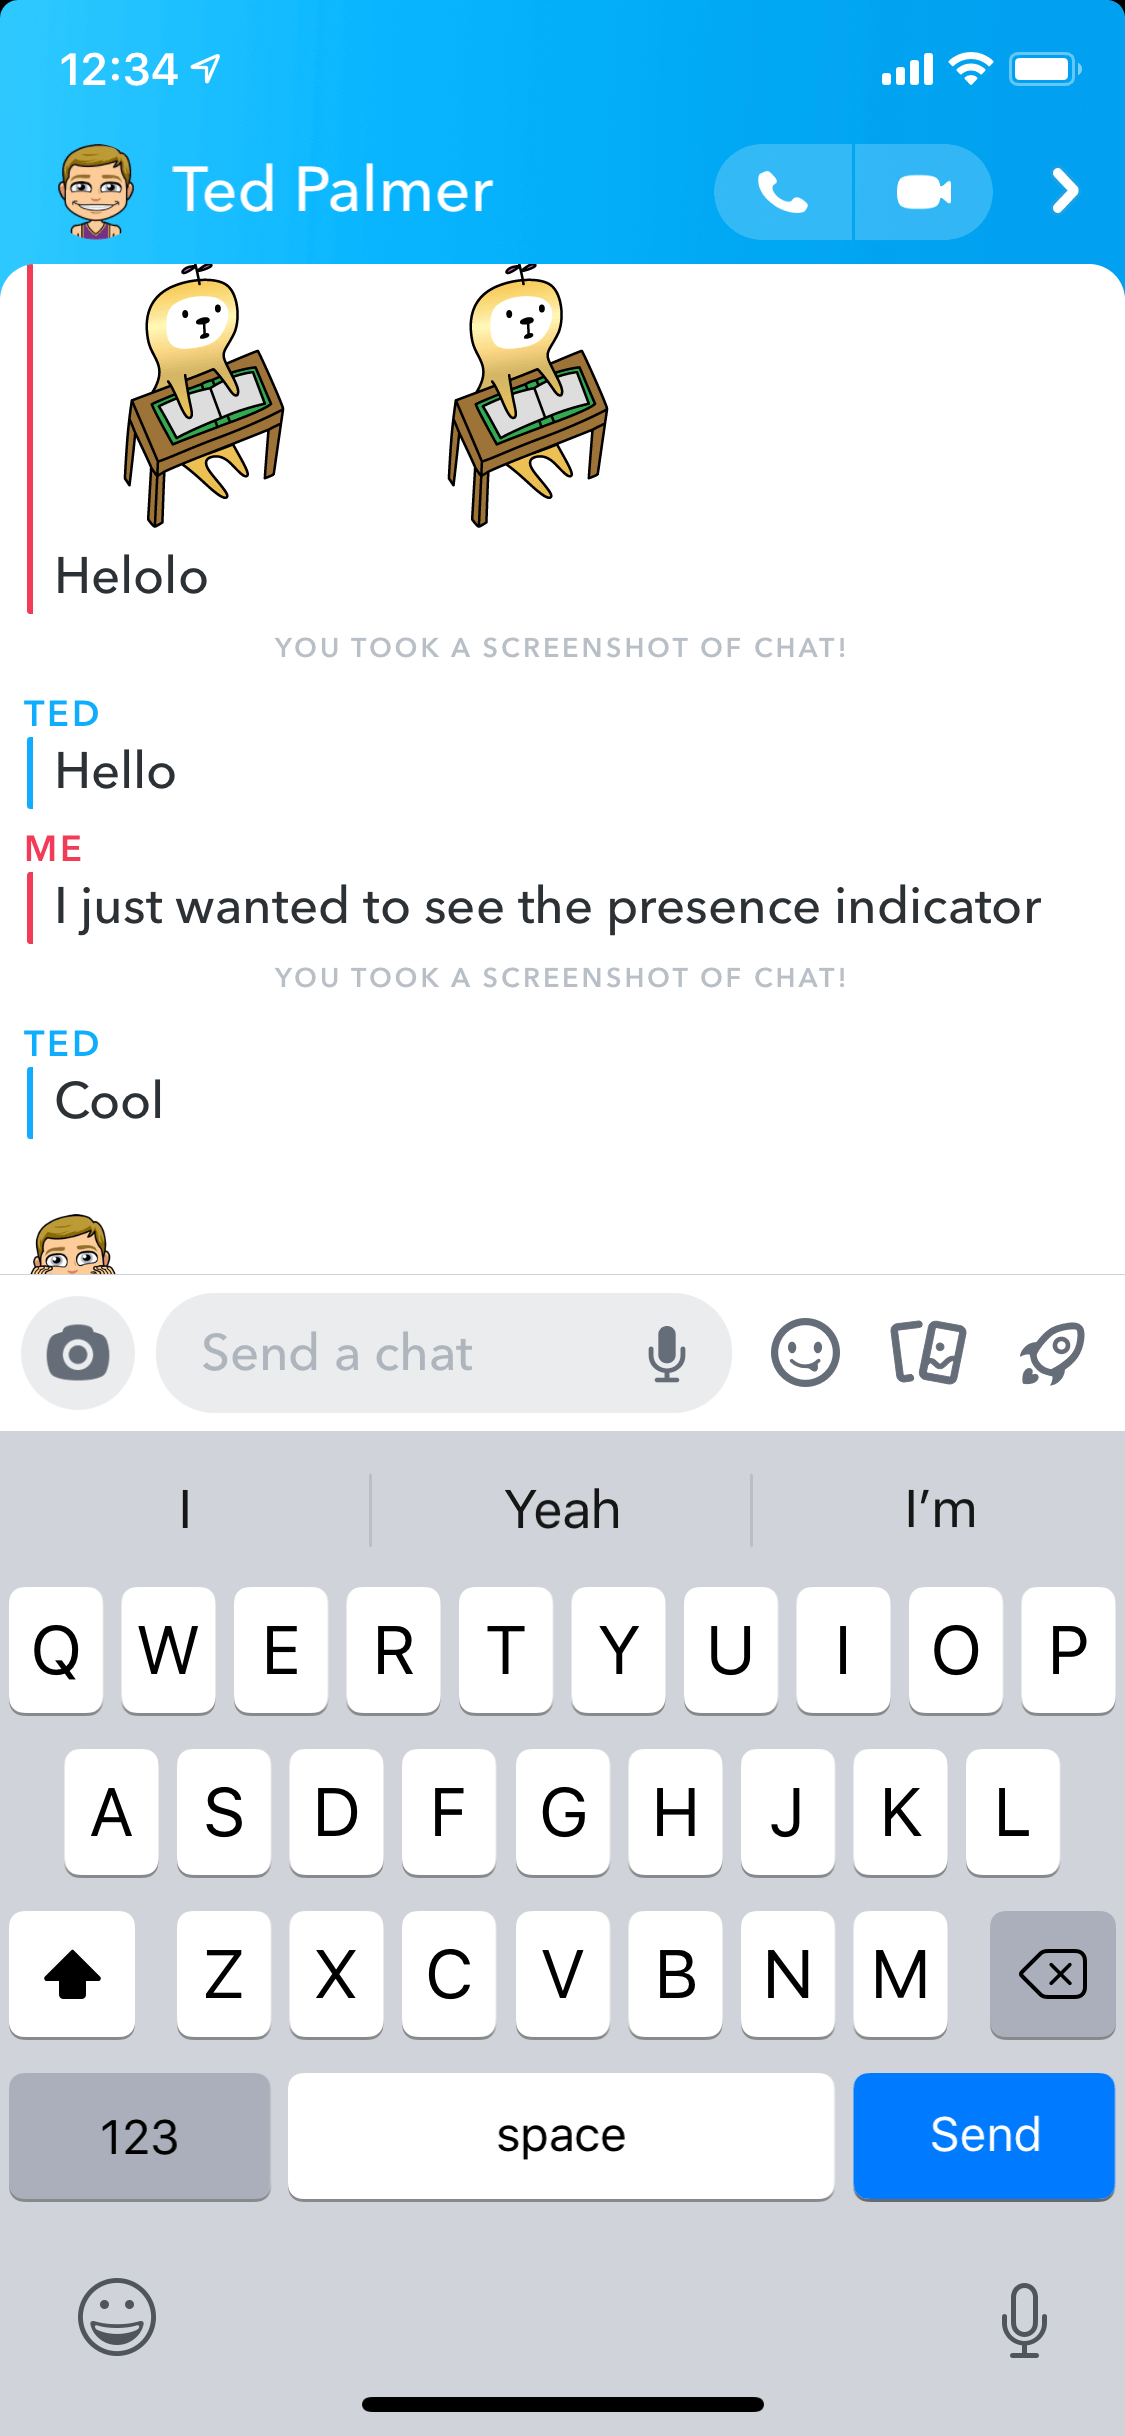 12:34
Ted Palmer
Helolo
YOU TOOK A SCREENSHOT OF CHAT!
TED
Hello
ME
I just wanted to see the presence indicator
YOU TOOK A SCREENSHOT OF CHAT!
TED
Cool
Send a chat
I Yeah I’m
Q W E R T Y U I O P
A S D F G H J K L
Z X C V B N M
123 space Send